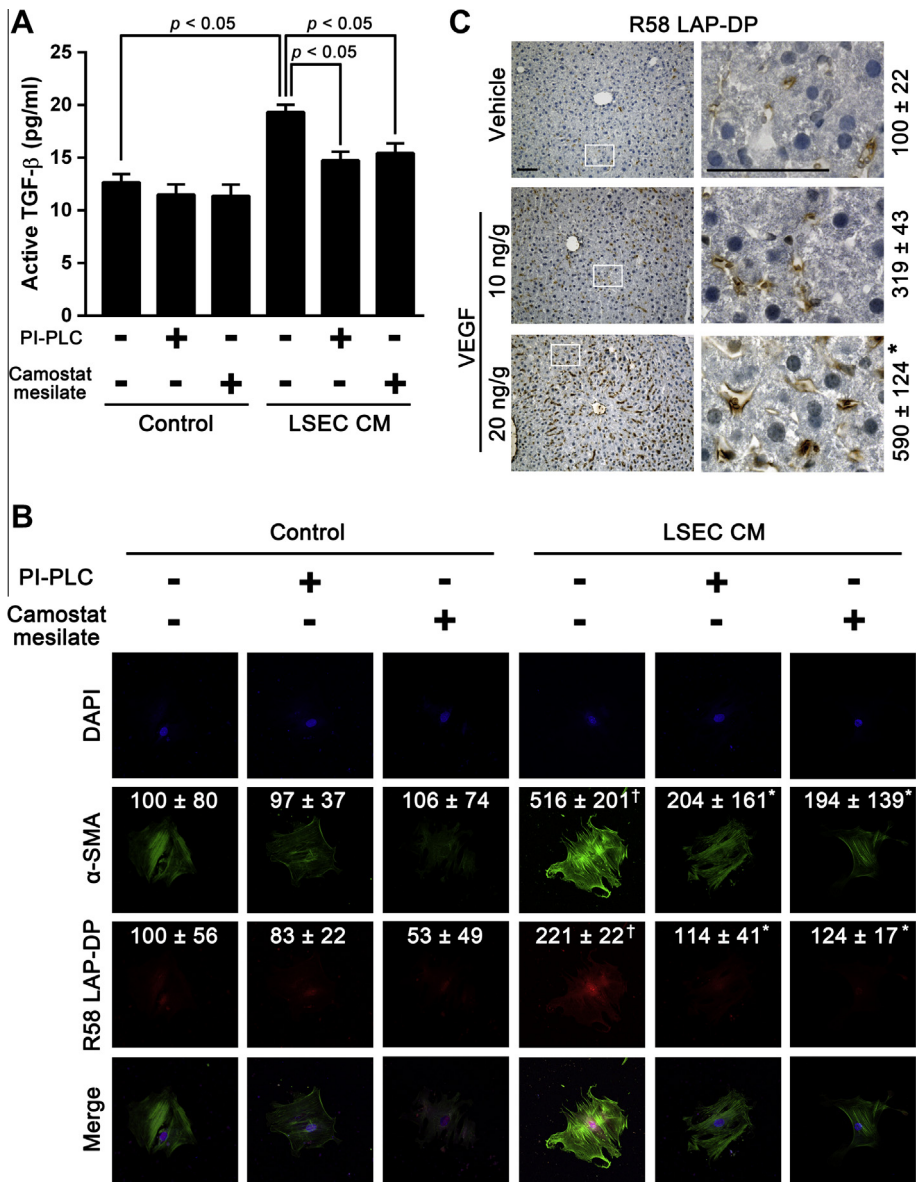 A
p < 0.05
p < 0.05
p < 0.05
Active TGF-β (pg/ml)
25
20
15
10
5
0
PI-PLC - + - - + -
Camostat mesilate - - + - - +
Control LSEC CM
C
R58 LAP-DP
Vehicle
100 ± 22
VEGF
10 ng/g
319 ± 43
20 ng/g
590 ± 124 *
B
Control LSEC CM
PI-PLC - + - - + -
Camostat mesilate - - + - - +
DAPI
α-SMA
100 ± 80 97 ± 37 106 ± 74 516 ± 201† 204 ± 161* 194 ± 139*
R58 LAP-DP
100 ± 56 83 ± 22 53 ± 49 221 ± 22† 114 ± 41* 124 ± 17*
Merge